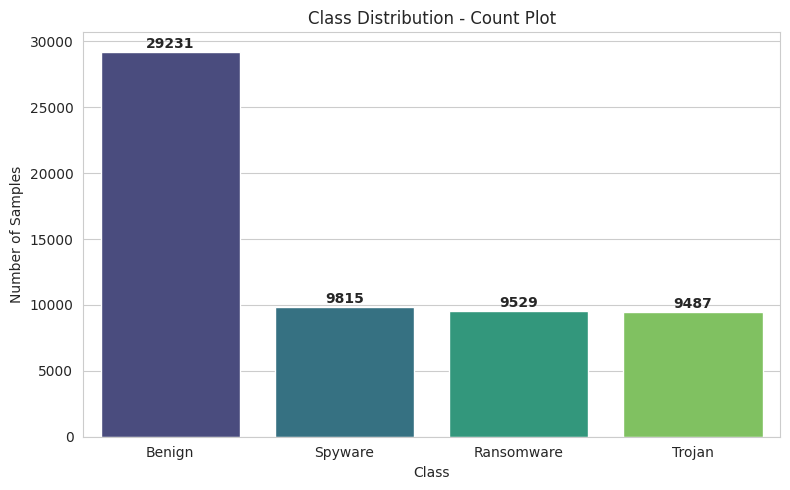 Class Distribution - Count Plot
Number of Samples
30000
25000
20000
15000
10000
5000
0
29231
9815
9529
9487
Benign
Spyware
Ransomware
Trojan
Class